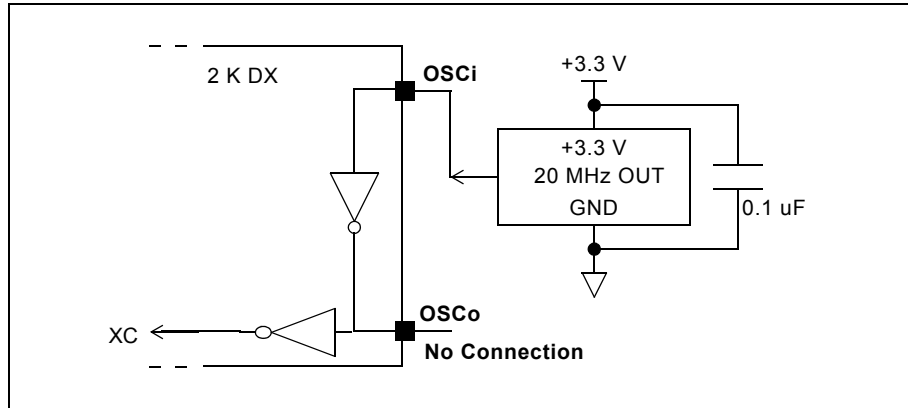 2 K DX
OSCi
+3.3 V
+3.3 V
20 MHz OUT
GND
0.1 uF
OSCo
XC
No Connection